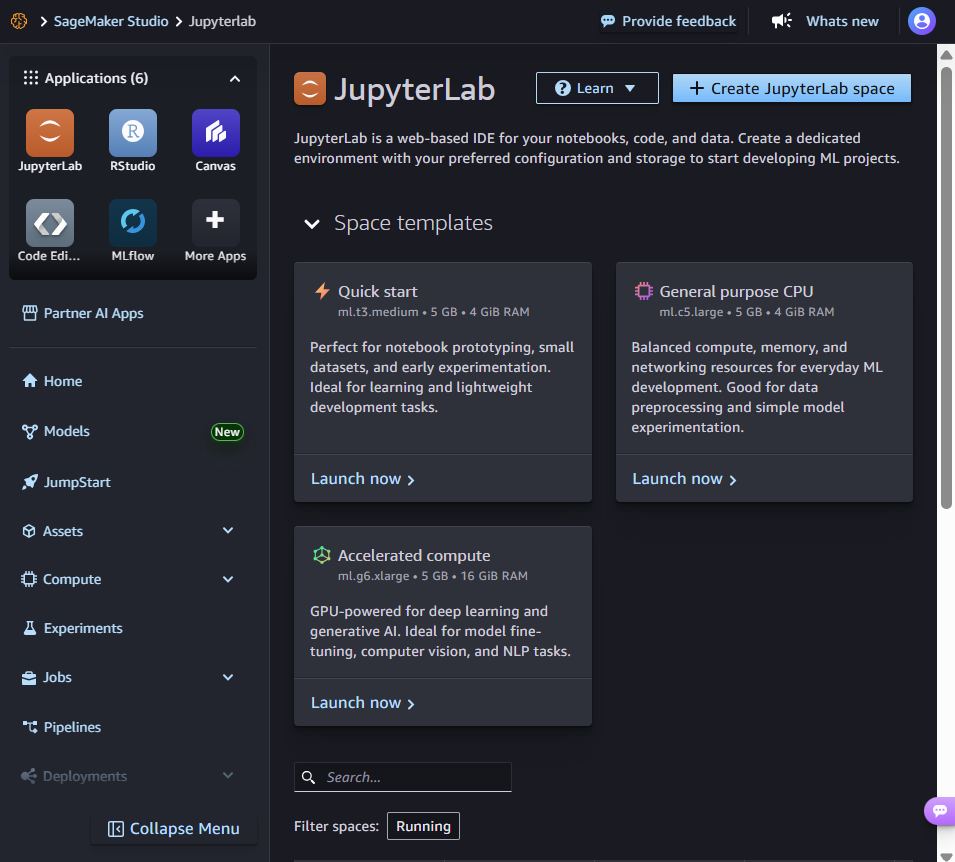 SageMaker Studio
Jupyterlab
Provide feedback
Whats new
Applications (6)
JupyterLab
RStudio
Canvas
Code Edi...
MLflow
More Apps
Partner AI Apps
Home
Models
New
JumpStart
Assets
Compute
Experiments
Jobs
Pipelines
Deployments
Collapse Menu
JupyterLab
? Learn
+ Create JupyterLab space
JupyterLab is a web-based IDE for your notebooks, code, and data. Create a dedicated
environment with your preferred configuration and storage to start developing ML projects.
Space templates
Quick start
ml.t3.medium • 5 GB • 4 GiB RAM
Perfect for notebook prototyping, small
datasets, and early experimentation.
Ideal for learning and lightweight
development tasks.
Launch now
General purpose CPU
ml.c5.large • 5 GB • 4 GiB RAM
Balanced compute, memory, and
networking resources for everyday ML
development. Good for data
preprocessing and simple model
experimentation.
Launch now
Accelerated compute
ml.g6.xlarge • 5 GB • 16 GiB RAM
GPU-powered for deep learning and
generative AI. Ideal for model fine-
tuning, computer vision, and NLP tasks.
Launch now
Search...
Filter spaces:
Running